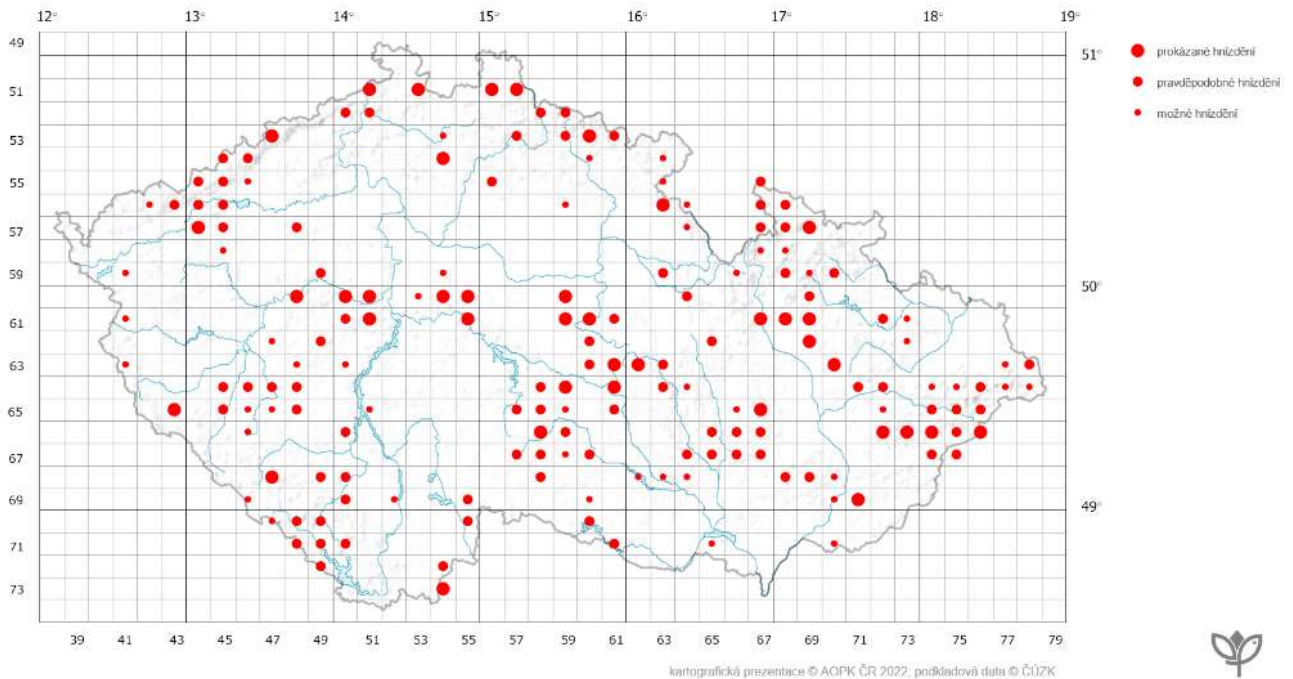 12° 13° 14° 15° 16° 17° 18° 19°
49 51°
51
53
55
57
59 50°
61
63
65
67
69 49°
71
73
39 41 43 45 47 49 51 53 55 57 59 61 63 65 67 69 71 73 75 77 79
prokázané hnízdění
pravděpodobné hnízdění
možné hnízdění
kartografická prezentace © AOPK ČR 2022, podkladová data © ČÚZK